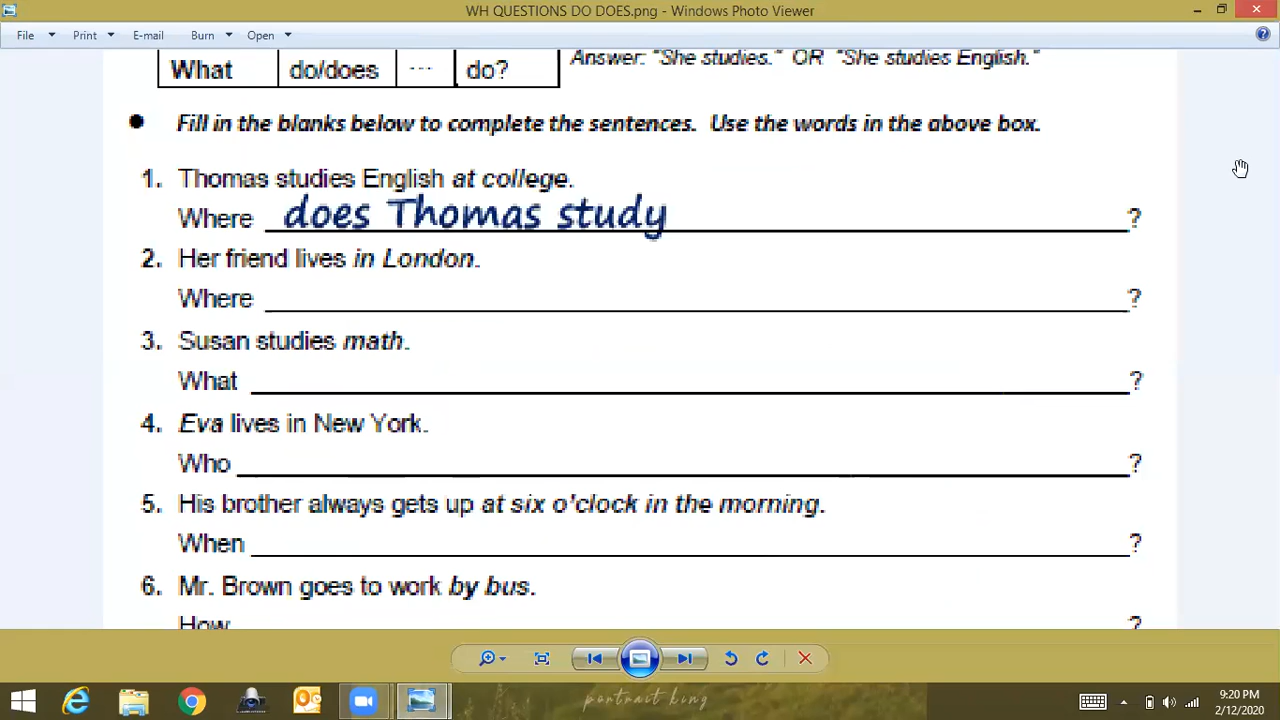 WH QUESTIONS DO DOES.png - Windows Photo Viewer
File Print E-mail Burn Open
What do/does ... do? Answer: "She studies." OR "She studies English."
● Fill in the blanks below to complete the sentences. Use the words in the above box.
1. Thomas studies English at college.
Where does Thomas study ?
2. Her friend lives in London.
Where ?
3. Susan studies math.
What ?
4. Eva lives in New York.
Who ?
5. His brother always gets up at six o'clock in the morning.
When ?
6. Mr. Brown goes to work by bus.
How ?
portrait king
9:20 PM
2/12/2020